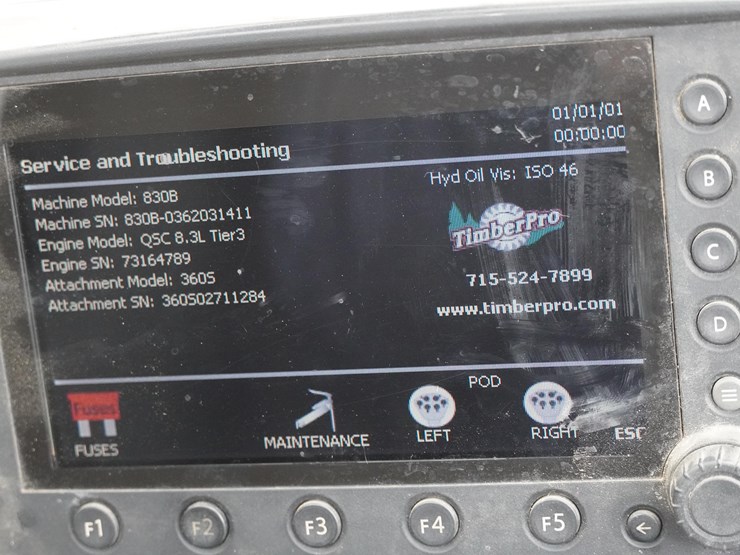 01/01/01
00:00:00
Service and Troubleshooting
Machine Model: 830B
Machine SN: 830B-0362031411
Engine Model: QSC 8.3L Tier3
Engine SN: 73164789
Attachment Model: 360S
Attachment SN: 360S02711284
Hyd Oil Vis: ISO 46
TimberPro
715-524-7899
www.timberpro.com
POD
Fuses
FUSES
MAINTENANCE
LEFT
RIGHT
ESC
A
B
C
D
F1
F2
F3
F4
F5